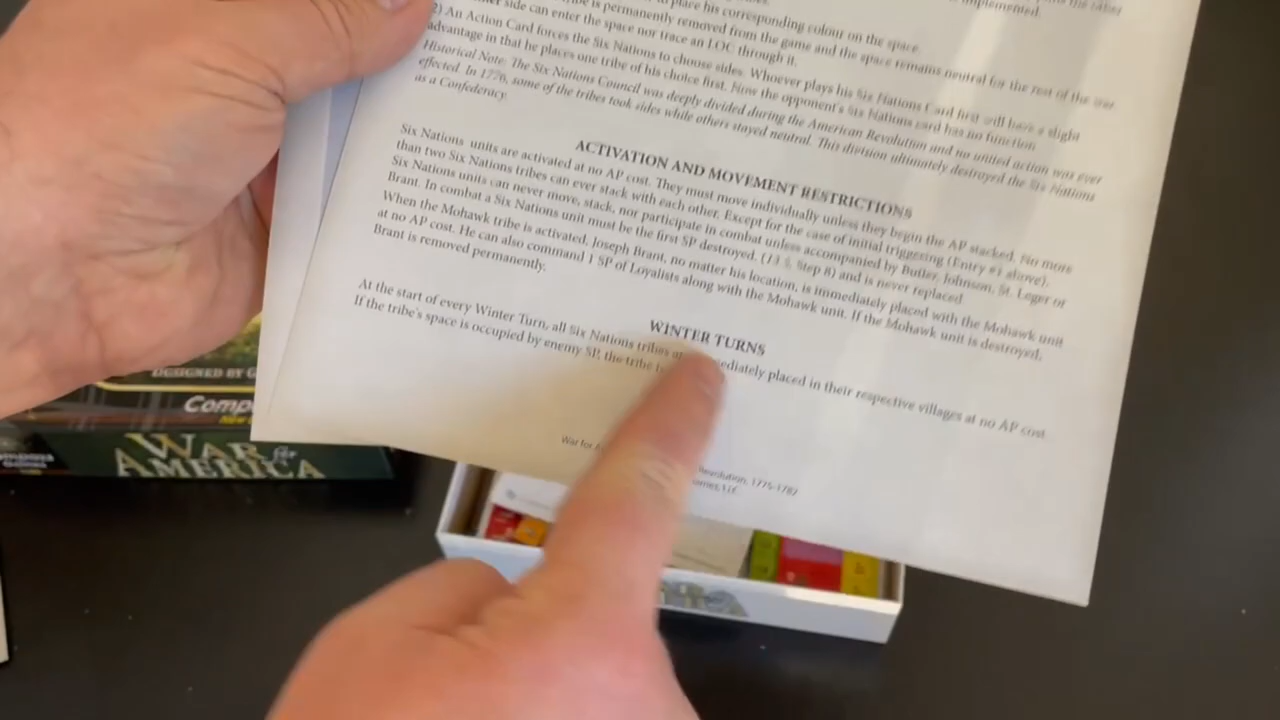 to place his corresponding colour on the space.
implemented.
side can enter the space nor trace an LOC through it.
is permanently removed from the game and the space remains neutral for the rest of the
2) An Action Card forces the Six Nations to choose sides. Whoever plays his Six Nations Card first will have a slight
advantage in that he places one tribe of his choice first. Now the opponent's Six Nations card has no function
Historical Note: The Six Nations Council was deeply divided during the American Revolution and no united action was ever
effected. In 1776, some of the tribes took sides while others stayed neutral. This division ultimately destroyed the Six Nations
as a Confederacy.
ACTIVATION AND MOVEMENT RESTRICTIONS
Six Nations units are activated at no AP cost. They must move individually unless they begin the AP stacked. No more
than two Six Nations tribes can ever stack with each other. Except for the case of initial triggering (Entry #1 above),
Six Nations units can never move, stack, nor participate in combat unless accompanied by Butler, Johnson, St. Leger or
Brant. In combat a Six Nations unit must be the first SP destroyed. Step 8) and is never replaced
When the Mohawk tribe is activated, Joseph Brant, no matter his location, is immediately placed with the Mohawk unit
at no AP cost. He can also command 1 SP of Loyalists along with the Mohawk unit. If the Mohawk unit is destroyed,
Brant is removed permanently.
WINTER TURNS
At the start of every Winter Turn, all Six Nations tribes placed in their respective villages at no AP cost.
If the tribe's space is occupied by enemy SP, the tribe
War for
Revolution, 1775-1782
DESIGNED BY G
Comp
WAR for
AMERICA